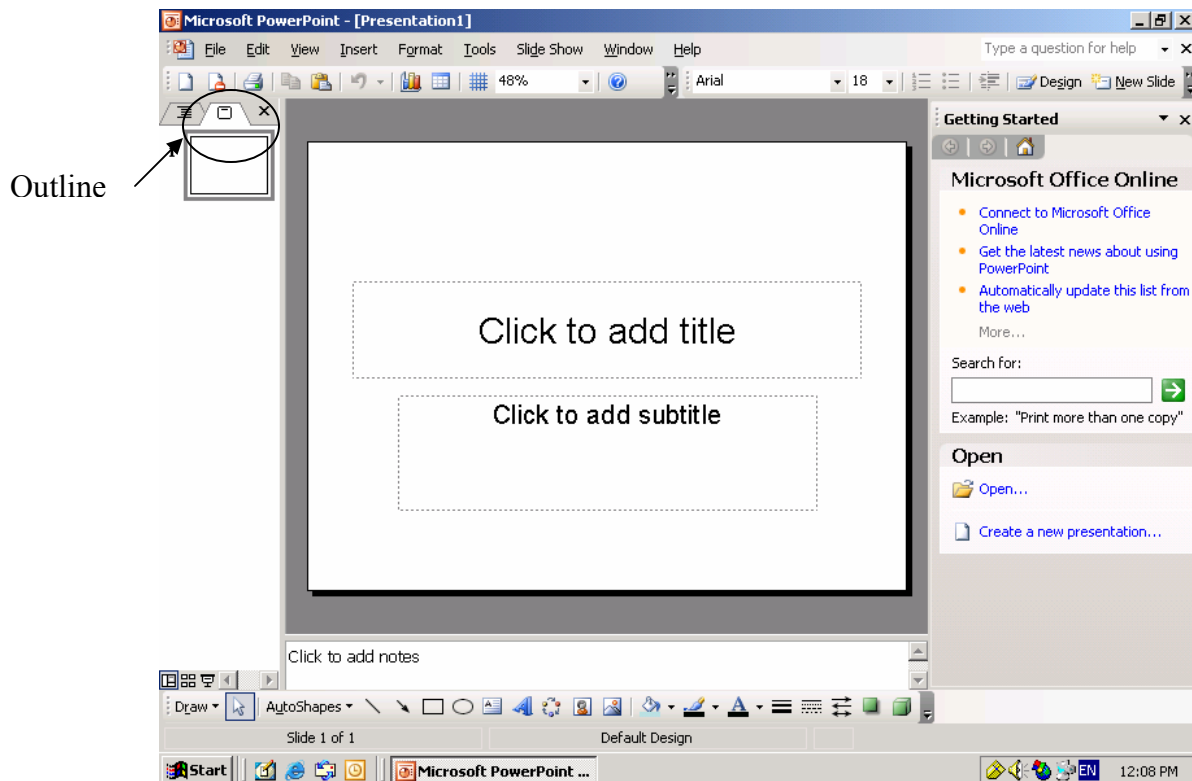 Microsoft PowerPoint - [Presentation1]
File Edit View Insert Format Tools Slide Show Window Help Type a question for help
48% Arial 18 Design New Slide
Getting Started
Outline
1
Microsoft Office Online
Connect to Microsoft Office
Online
Get the latest news about using
PowerPoint
Automatically update this list from
the web
More...
Search for:
Example: "Print more than one copy"
Open
Open...
Create a new presentation...
Click to add title
Click to add subtitle
Click to add notes
Draw AutoShapes A
Slide 1 of 1 Default Design
Start Microsoft PowerPoint ... EN 12:08 PM